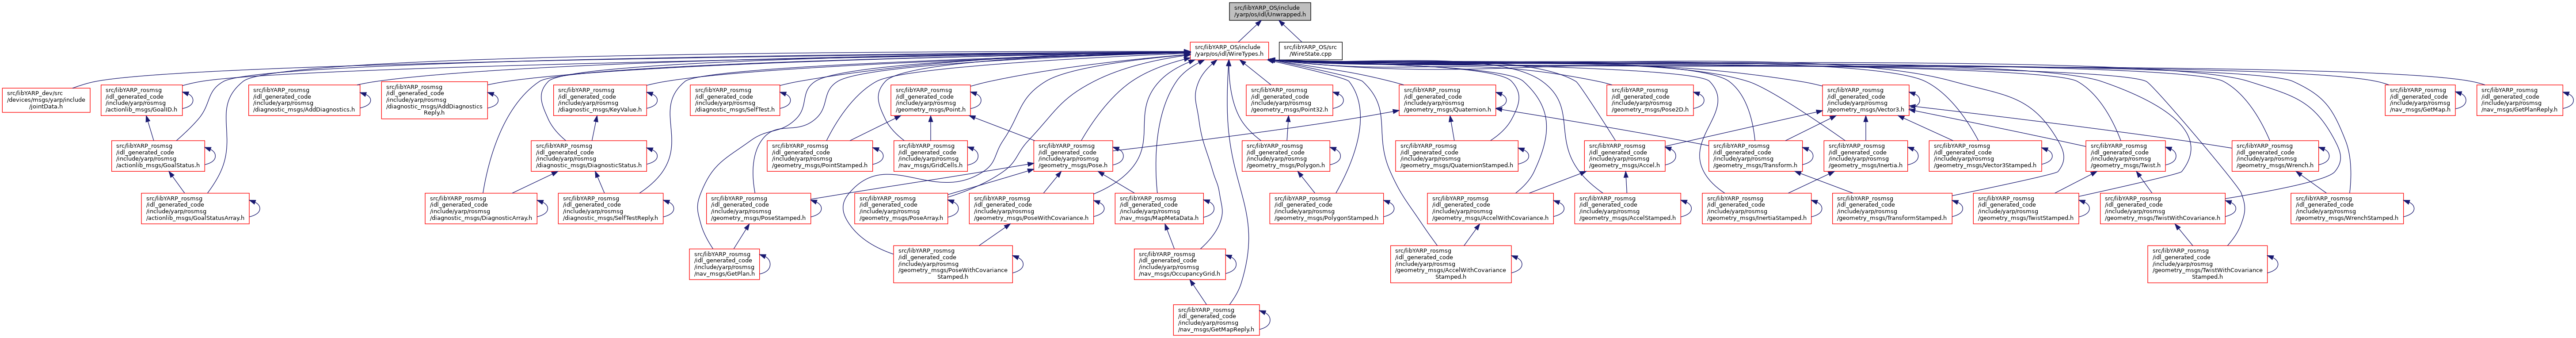 src/libYARP_OS/include
/yarp/os/idl/Unwrapped.h
src/libYARP_OS/include
/yarp/os/idl/WireTypes.h
src/libYARP_OS/src
/WireState.cpp
src/libYARP_dev/src
/devices/msgs/yarp/include
/jointData.h
src/libYARP_rosmsg
/idl_generated_code
/include/yarp/rosmsg
/actionlib_msgs/GoalID.h
src/libYARP_rosmsg
/idl_generated_code
/include/yarp/rosmsg
/diagnostic_msgs/AddDiagnostics.h
src/libYARP_rosmsg
/idl_generated_code
/include/yarp/rosmsg
/diagnostic_msgs/AddDiagnostics
Reply.h
src/libYARP_rosmsg
/idl_generated_code
/include/yarp/rosmsg
/diagnostic_msgs/KeyValue.h
src/libYARP_rosmsg
/idl_generated_code
/include/yarp/rosmsg
/diagnostic_msgs/SelfTest.h
src/libYARP_rosmsg
/idl_generated_code
/include/yarp/rosmsg
/geometry_msgs/Point.h
src/libYARP_rosmsg
/idl_generated_code
/include/yarp/rosmsg
/geometry_msgs/Point32.h
src/libYARP_rosmsg
/idl_generated_code
/include/yarp/rosmsg
/geometry_msgs/Quaternion.h
src/libYARP_rosmsg
/idl_generated_code
/include/yarp/rosmsg
/geometry_msgs/Pose2D.h
src/libYARP_rosmsg
/idl_generated_code
/include/yarp/rosmsg
/geometry_msgs/Vector3.h
src/libYARP_rosmsg
/idl_generated_code
/include/yarp/rosmsg
/nav_msgs/GetMap.h
src/libYARP_rosmsg
/idl_generated_code
/include/yarp/rosmsg
/nav_msgs/GetPlanReply.h
src/libYARP_rosmsg
/idl_generated_code
/include/yarp/rosmsg
/actionlib_msgs/GoalStatus.h
src/libYARP_rosmsg
/idl_generated_code
/include/yarp/rosmsg
/diagnostic_msgs/DiagnosticStatus.h
src/libYARP_rosmsg
/idl_generated_code
/include/yarp/rosmsg
/geometry_msgs/PointStamped.h
src/libYARP_rosmsg
/idl_generated_code
/include/yarp/rosmsg
/nav_msgs/GridCells.h
src/libYARP_rosmsg
/idl_generated_code
/include/yarp/rosmsg
/geometry_msgs/Pose.h
src/libYARP_rosmsg
/idl_generated_code
/include/yarp/rosmsg
/geometry_msgs/Polygon.h
src/libYARP_rosmsg
/idl_generated_code
/include/yarp/rosmsg
/geometry_msgs/QuaternionStamped.h
src/libYARP_rosmsg
/idl_generated_code
/include/yarp/rosmsg
/geometry_msgs/Accel.h
src/libYARP_rosmsg
/idl_generated_code
/include/yarp/rosmsg
/geometry_msgs/Transform.h
src/libYARP_rosmsg
/idl_generated_code
/include/yarp/rosmsg
/geometry_msgs/Inertia.h
src/libYARP_rosmsg
/idl_generated_code
/include/yarp/rosmsg
/geometry_msgs/Vector3Stamped.h
src/libYARP_rosmsg
/idl_generated_code
/include/yarp/rosmsg
/geometry_msgs/Twist.h
src/libYARP_rosmsg
/idl_generated_code
/include/yarp/rosmsg
/geometry_msgs/Wrench.h
src/libYARP_rosmsg
/idl_generated_code
/include/yarp/rosmsg
/actionlib_msgs/GoalStatusArray.h
src/libYARP_rosmsg
/idl_generated_code
/include/yarp/rosmsg
/diagnostic_msgs/DiagnosticArray.h
src/libYARP_rosmsg
/idl_generated_code
/include/yarp/rosmsg
/diagnostic_msgs/SelfTestReply.h
src/libYARP_rosmsg
/idl_generated_code
/include/yarp/rosmsg
/geometry_msgs/PoseStamped.h
src/libYARP_rosmsg
/idl_generated_code
/include/yarp/rosmsg
/geometry_msgs/PoseArray.h
src/libYARP_rosmsg
/idl_generated_code
/include/yarp/rosmsg
/geometry_msgs/PoseWithCovariance.h
src/libYARP_rosmsg
/idl_generated_code
/include/yarp/rosmsg
/nav_msgs/MapMetaData.h
src/libYARP_rosmsg
/idl_generated_code
/include/yarp/rosmsg
/geometry_msgs/PolygonStamped.h
src/libYARP_rosmsg
/idl_generated_code
/include/yarp/rosmsg
/geometry_msgs/AccelWithCovariance.h
src/libYARP_rosmsg
/idl_generated_code
/include/yarp/rosmsg
/geometry_msgs/AccelStamped.h
src/libYARP_rosmsg
/idl_generated_code
/include/yarp/rosmsg
/geometry_msgs/InertiaStamped.h
src/libYARP_rosmsg
/idl_generated_code
/include/yarp/rosmsg
/geometry_msgs/TransformStamped.h
src/libYARP_rosmsg
/idl_generated_code
/include/yarp/rosmsg
/geometry_msgs/TwistStamped.h
src/libYARP_rosmsg
/idl_generated_code
/include/yarp/rosmsg
/geometry_msgs/TwistWithCovariance.h
src/libYARP_rosmsg
/idl_generated_code
/include/yarp/rosmsg
/geometry_msgs/WrenchStamped.h
src/libYARP_rosmsg
/idl_generated_code
/include/yarp/rosmsg
/nav_msgs/GetPlan.h
src/libYARP_rosmsg
/idl_generated_code
/include/yarp/rosmsg
/geometry_msgs/PoseWithCovariance
Stamped.h
src/libYARP_rosmsg
/idl_generated_code
/include/yarp/rosmsg
/nav_msgs/OccupancyGrid.h
src/libYARP_rosmsg
/idl_generated_code
/include/yarp/rosmsg
/geometry_msgs/AccelWithCovariance
Stamped.h
src/libYARP_rosmsg
/idl_generated_code
/include/yarp/rosmsg
/geometry_msgs/TwistWithCovariance
Stamped.h
src/libYARP_rosmsg
/idl_generated_code
/include/yarp/rosmsg
/nav_msgs/GetMapReply.h